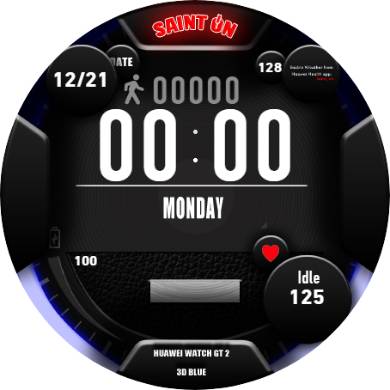 SAINT ÓN
DATE
12/21
128
Enable Weather from
Huawei Health app.
00000
00:00
MONDAY
100
Idle
125
HUAWEI WATCH GT 2
3D BLUE